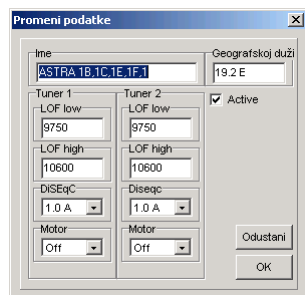 Promeni podatke
Ime
ASTRA 1B,1C,1E,1F,1
Geografskoj duži
19.2 E
Tuner 1
Tuner 2
Active
LOF low
LOF low
9750
9750
LOF high
LOF high
10600
10600
DiSEqC
Diseqc
1.0 A
1.0 A
Motor
Motor
Off
Off
Odustani
OK